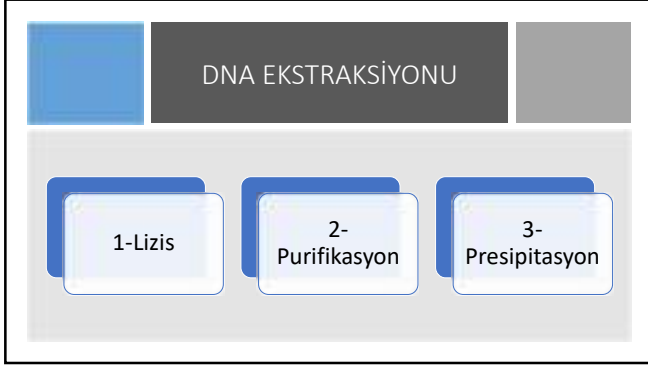 DNA EKSTRAKSİYONU
1-Lizis
2-
Purifikasyon
3-
Presipitasyon